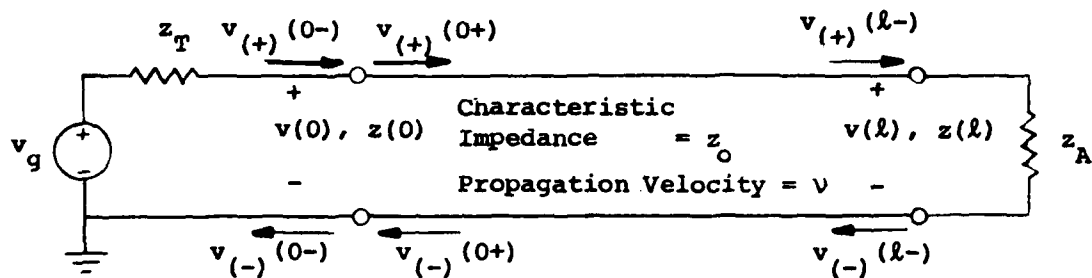 z_T v_(+)(0-) v_(+)(0+) v_(+)(ℓ-)
+ +
Characteristic
v_g + - v(0), z(0) Impedance = z_o v(ℓ), z(ℓ) z_A
- Propagation Velocity = ν -
v_(-)(0-) v_(-)(0+) v_(-)(ℓ-)